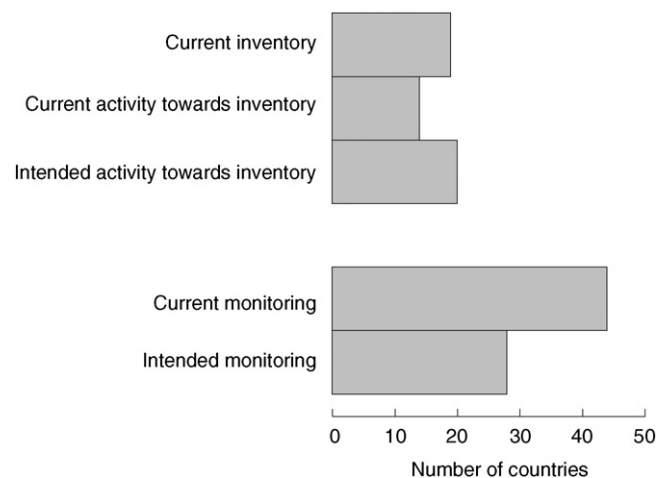 Current inventory
Current activity towards inventory
Intended activity towards inventory
Current monitoring
Intended monitoring
0 10 20 30 40 50
Number of countries